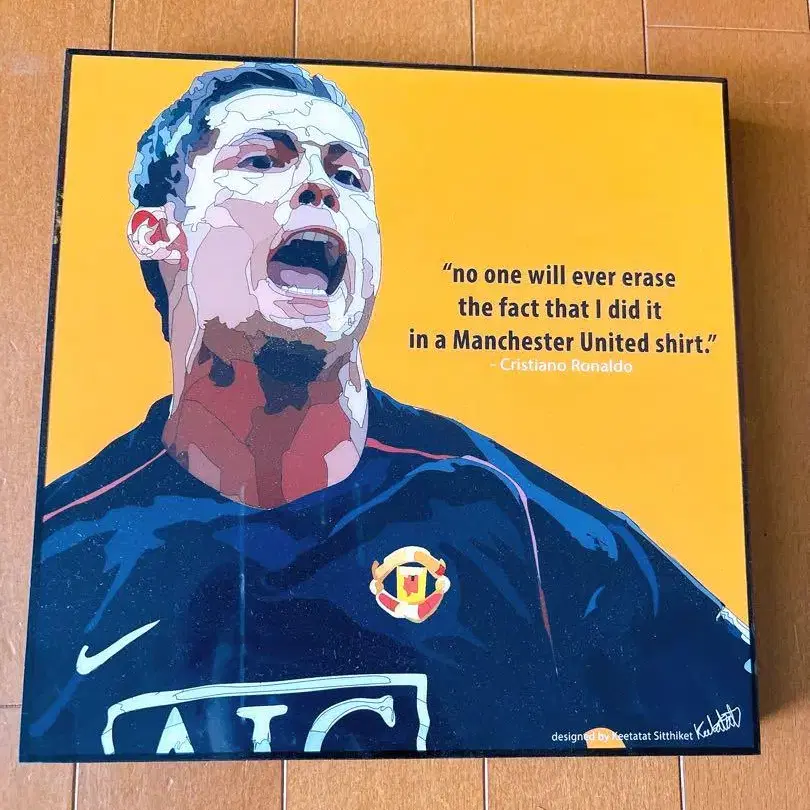 “no one will ever erase
the fact that I did it
in a Manchester United shirt.”
- Cristiano Ronaldo
AIG
designed by Keetatat Sitthiket